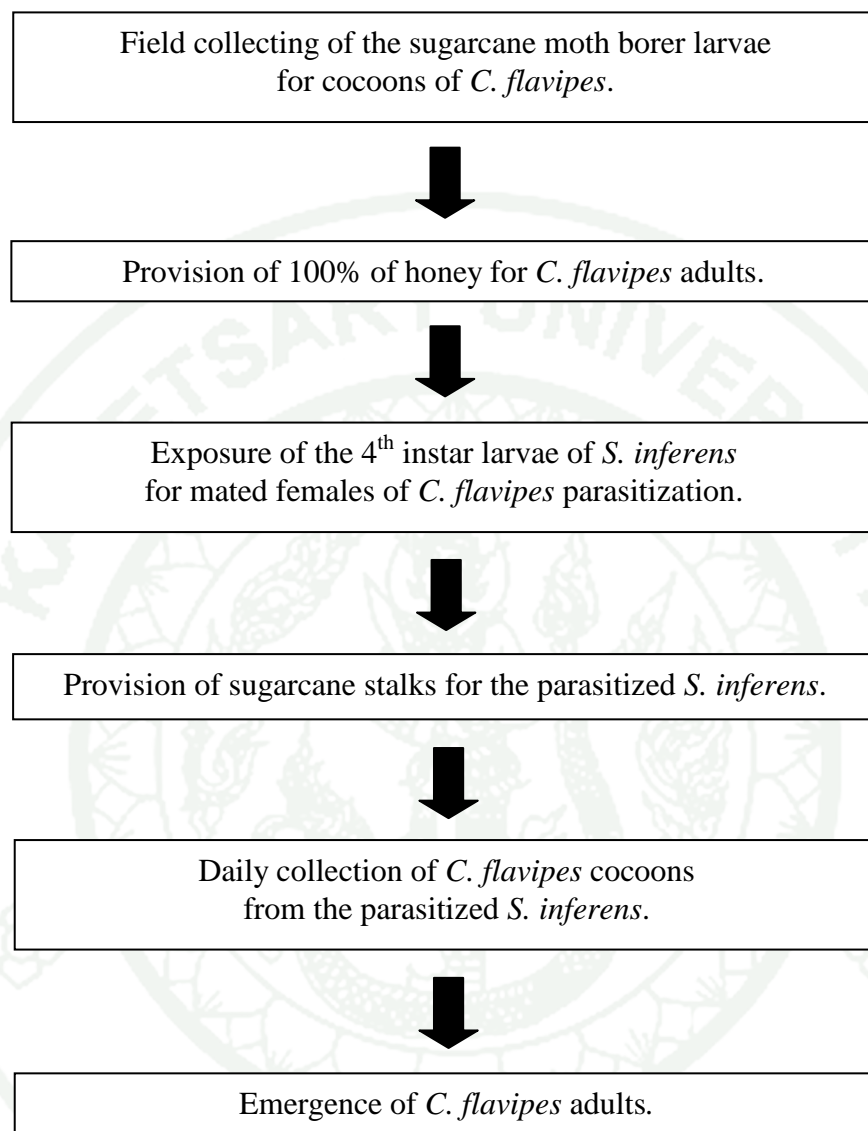 Field collecting of the sugarcane moth borer larvae
for cocoons of C. flavipes.
Provision of 100% of honey for C. flavipes adults.
Exposure of the 4th instar larvae of S. inferens
for mated females of C. flavipes parasitization.
Provision of sugarcane stalks for the parasitized S. inferens.
Daily collection of C. flavipes cocoons
from the parasitized S. inferens.
Emergence of C. flavipes adults.